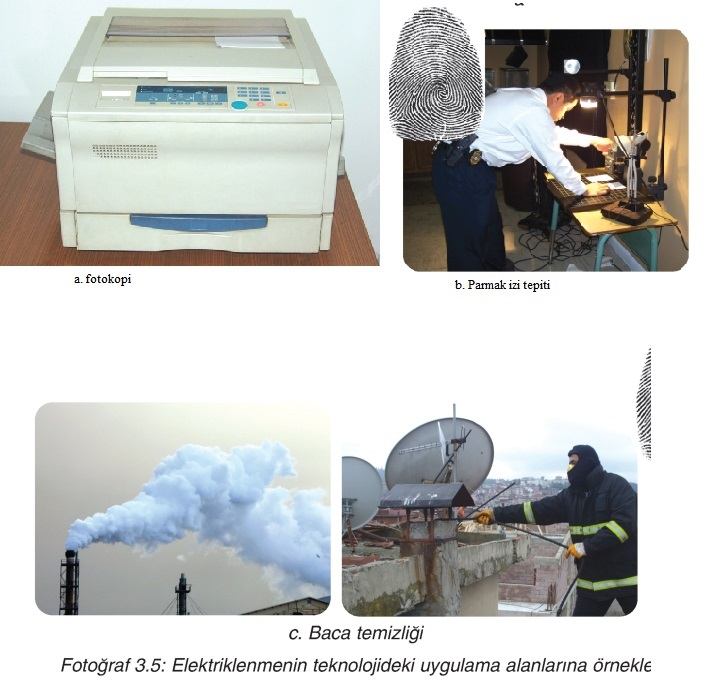 a. fotokopi
b. Parmak izi tepiti
c. Baca temizliği
Fotoğraf 3.5: Elektriklenmenin teknolojideki uygulama alanlarına örnekle